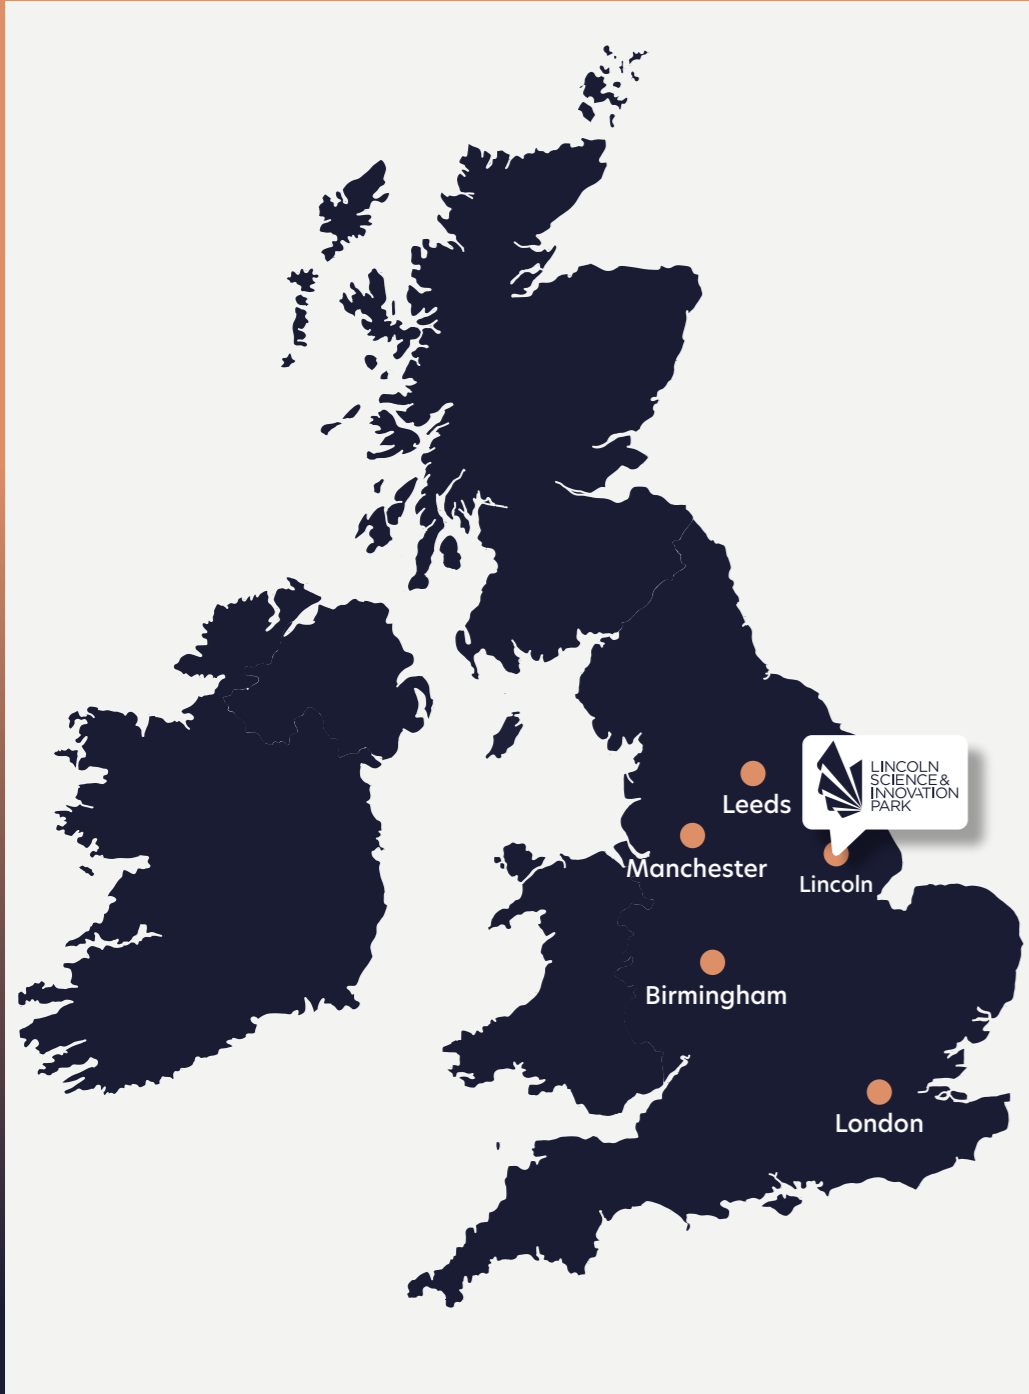 LINCOLN
SCIENCE &
INNOVATION
PARK
Leeds
Manchester
Lincoln
Birmingham
London